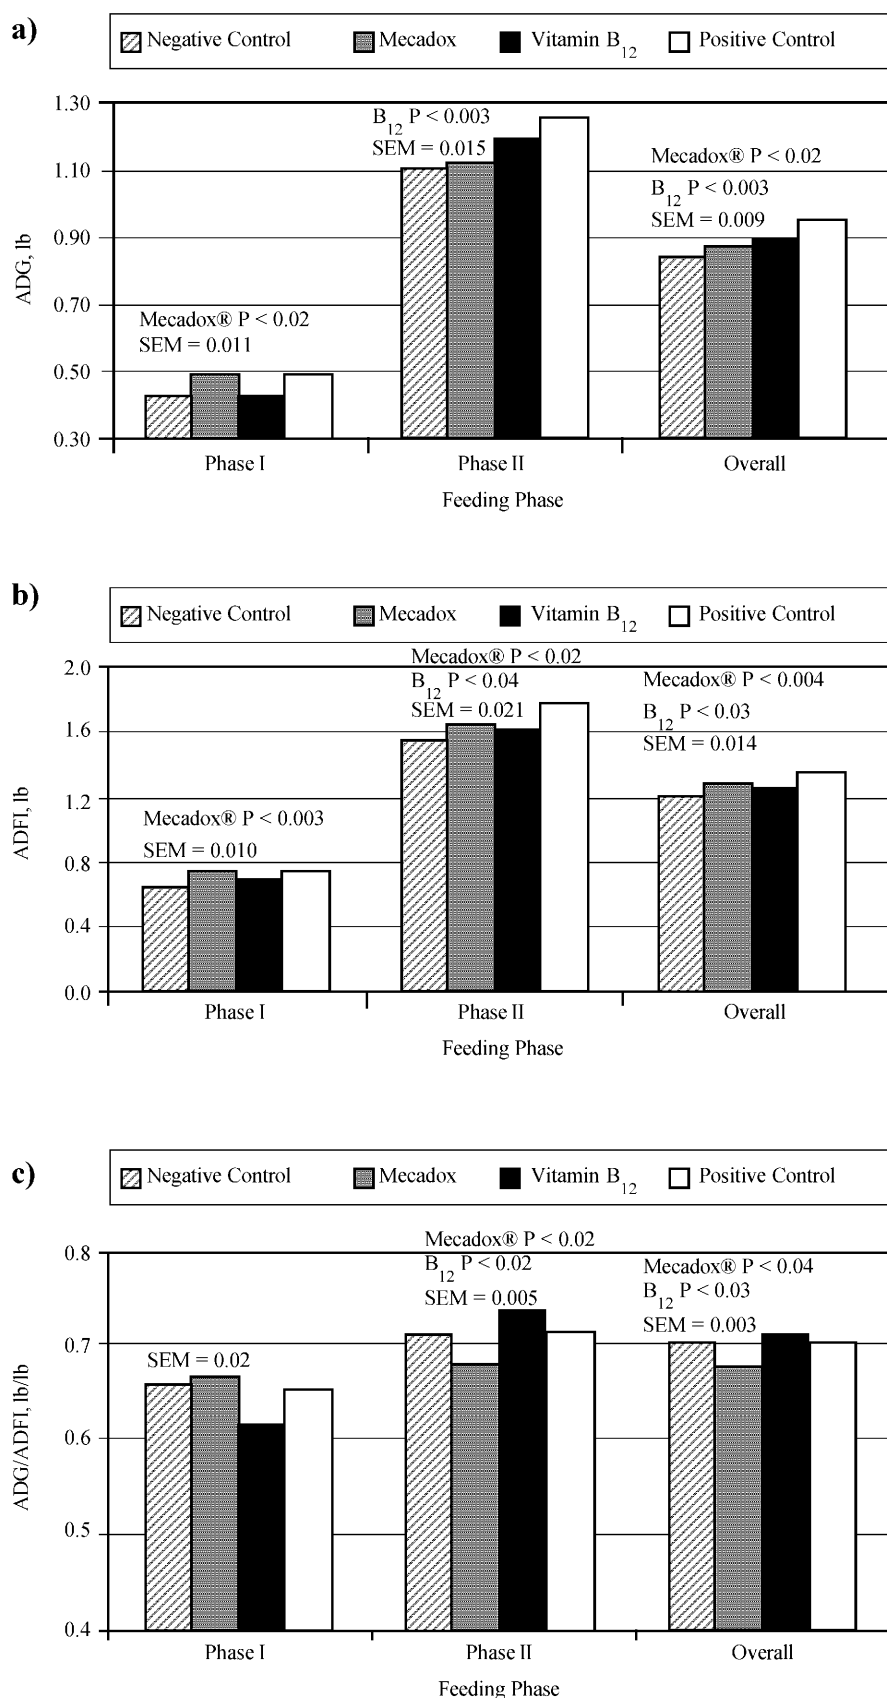 a)
Negative Control Mecadox Vitamin B12 Positive Control
1.30
1.10
0.90
0.70
0.50
0.30
ADG, lb
Mecadox® P < 0.02
SEM = 0.011
B12 P < 0.003
SEM = 0.015
Mecadox® P < 0.02
B12 P < 0.003
SEM = 0.009
Phase I Phase II Overall
Feeding Phase
b)
Negative Control Mecadox Vitamin B12 Positive Control
2.0
1.6
1.2
0.8
0.4
0.0
ADFI, lb
Mecadox® P < 0.003
SEM = 0.010
Mecadox® P < 0.02
B12 P < 0.04
SEM = 0.021
Mecadox® P < 0.004
B12 P < 0.03
SEM = 0.014
Phase I Phase II Overall
Feeding Phase
c)
Negative Control Mecadox Vitamin B12 Positive Control
0.8
0.7
0.6
0.5
0.4
ADG/ADFI, lb/lb
SEM = 0.02
Mecadox® P < 0.02
B12 P < 0.02
SEM = 0.005
Mecadox® P < 0.04
B12 P < 0.03
SEM = 0.003
Phase I Phase II Overall
Feeding Phase